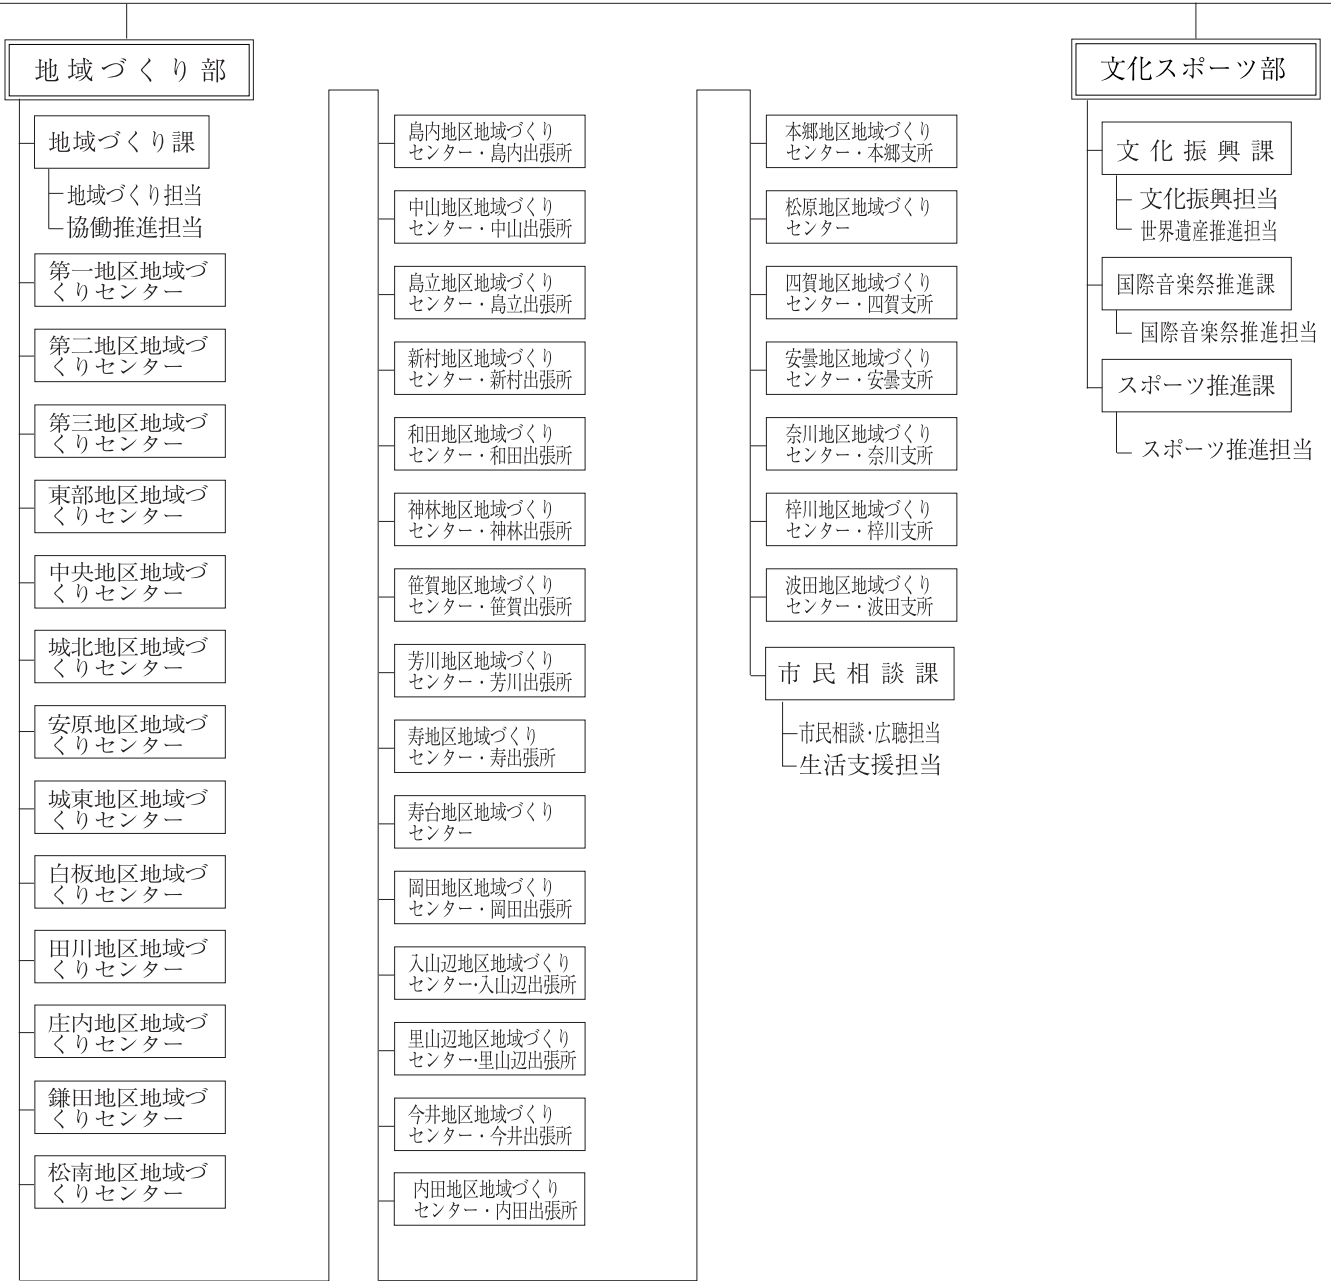 地域づくり部
地域づくり課
地域づくり担当
協働推進担当
第一地区地域づ
くりセンター
第二地区地域づ
くりセンター
第三地区地域づ
くりセンター
東部地区地域づ
くりセンター
中央地区地域づ
くりセンター
城北地区地域づ
くりセンター
安原地区地域づ
くりセンター
城東地区地域づ
くりセンター
白板地区地域づ
くりセンター
田川地区地域づ
くりセンター
庄内地区地域づ
くりセンター
鎌田地区地域づ
くりセンター
松南地区地域づ
くりセンター
島内地区地域づくり
センター・島内出張所
中山地区地域づくり
センター・中山出張所
島立地区地域づくり
センター・島立出張所
新村地区地域づくり
センター・新村出張所
和田地区地域づくり
センター・和田出張所
神林地区地域づくり
センター・神林出張所
笹賀地区地域づくり
センター・笹賀出張所
芳川地区地域づくり
センター・芳川出張所
寿地区地域づくり
センター・寿出張所
寿台地区地域づくり
センター
岡田地区地域づくり
センター・岡田出張所
入山辺地区地域づくり
センター・入山辺出張所
里山辺地区地域づくり
センター・里山辺出張所
今井地区地域づくり
センター・今井出張所
内田地区地域づくり
センター・内田出張所
本郷地区地域づくり
センター・本郷支所
松原地区地域づくり
センター
四賀地区地域づくり
センター・四賀支所
安曇地区地域づくり
センター・安曇支所
奈川地区地域づくり
センター・奈川支所
梓川地区地域づくり
センター・梓川支所
波田地区地域づくり
センター・波田支所
市民相談課
市民相談・広聴担当
生活支援担当
文化スポーツ部
文化振興課
文化振興担当
世界遺産推進担当
国際音楽祭推進課
国際音楽祭推進担当
スポーツ推進課
スポーツ推進担当